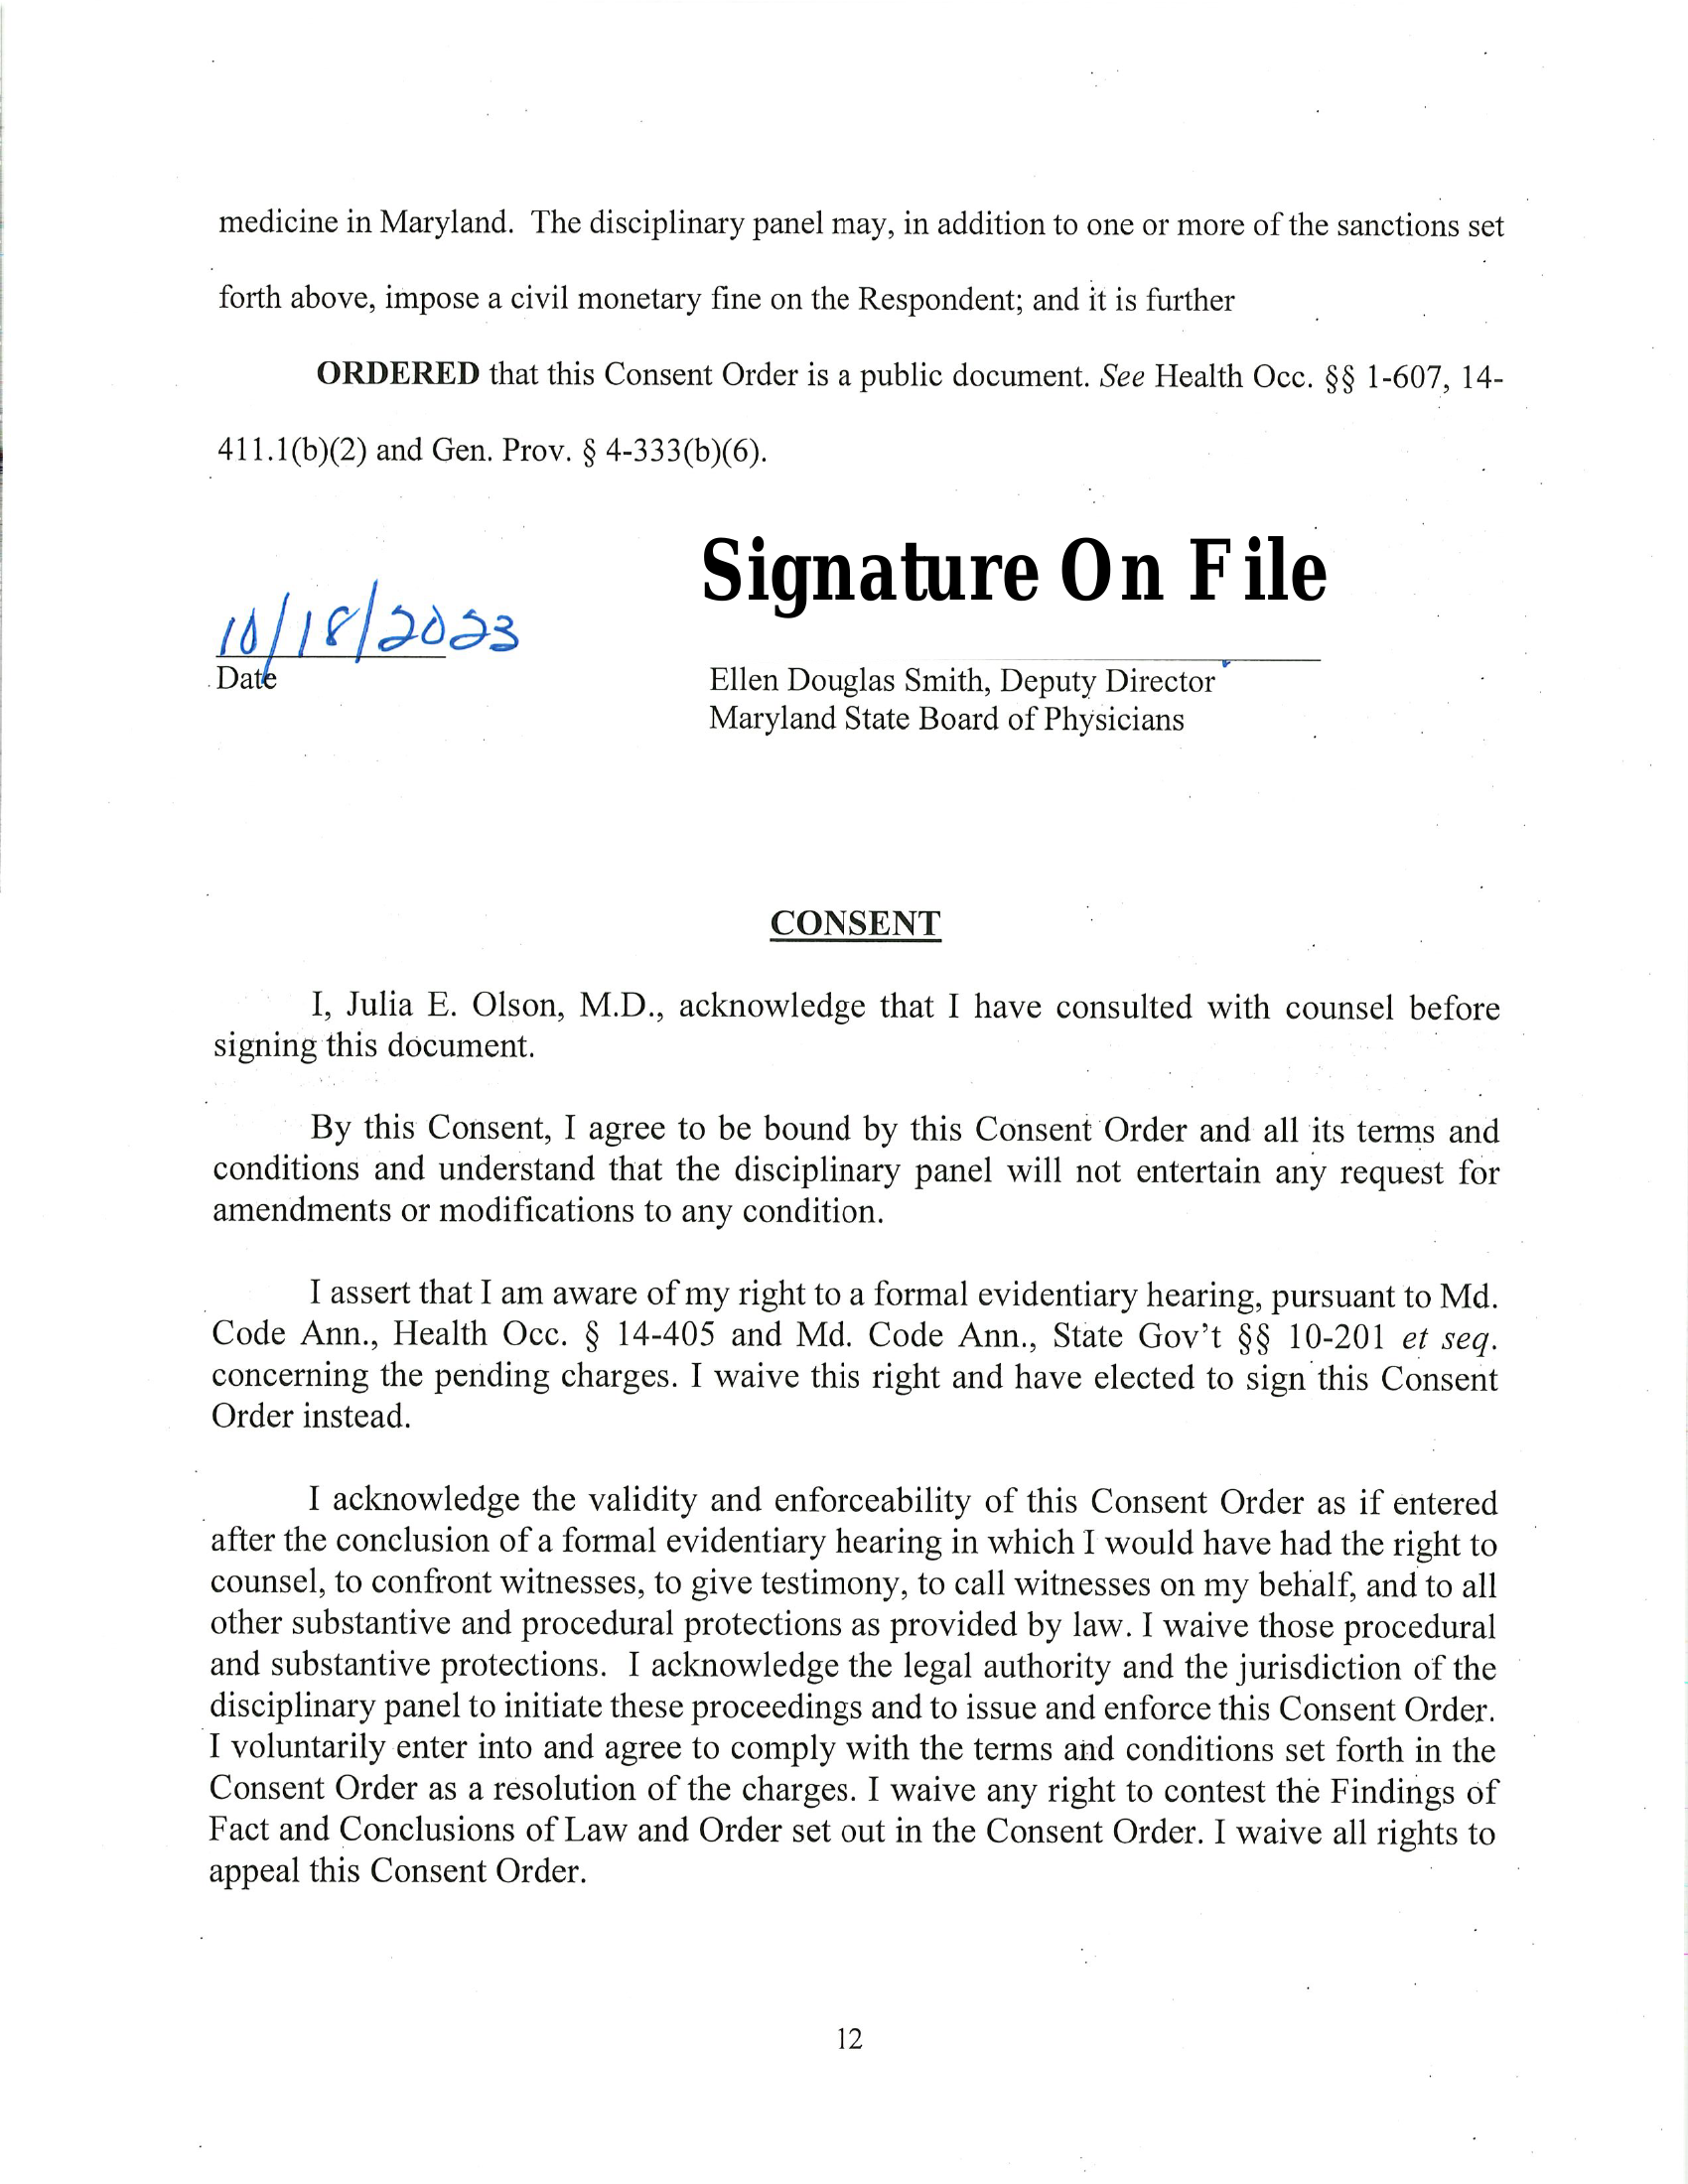 medicine in Maryland. The disciplinary panel may, in addition to one or more of the sanctions set
forth above, impose a civil monetary fine on the Respondent; and it is further
ORDERED that this Consent Order is a public document. See Health Occ. §§ 1-607, 14-
411.1(b)(2) and Gen. Prov. § 4-333(b)(6).
Signature On File
10/18/2023
Date
Ellen Douglas Smith, Deputy Director
Maryland State Board of Physicians
CONSENT
I, Julia E. Olson, M.D., acknowledge that I have consulted with counsel before
signing this document.
By this Consent, I agree to be bound by this Consent Order and all its terms and
conditions and understand that the disciplinary panel will not entertain any request for
amendments or modifications to any condition.
I assert that I am aware of my right to a formal evidentiary hearing, pursuant to Md.
Code Ann., Health Occ. § 14-405 and Md. Code Ann., State Gov't §§ 10-201 et seq.
concerning the pending charges. I waive this right and have elected to sign this Consent
Order instead.
I acknowledge the validity and enforceability of this Consent Order as if entered
after the conclusion of a formal evidentiary hearing in which I would have had the right to
counsel, to confront witnesses, to give testimony, to call witnesses on my behalf, and to all
other substantive and procedural protections as provided by law. I waive those procedural
and substantive protections. I acknowledge the legal authority and the jurisdiction of the
disciplinary panel to initiate these proceedings and to issue and enforce this Consent Order.
I voluntarily enter into and agree to comply with the terms and conditions set forth in the
Consent Order as a resolution of the charges. I waive any right to contest the Findings of
Fact and Conclusions of Law and Order set out in the Consent Order. I waive all rights to
appeal this Consent Order.
12